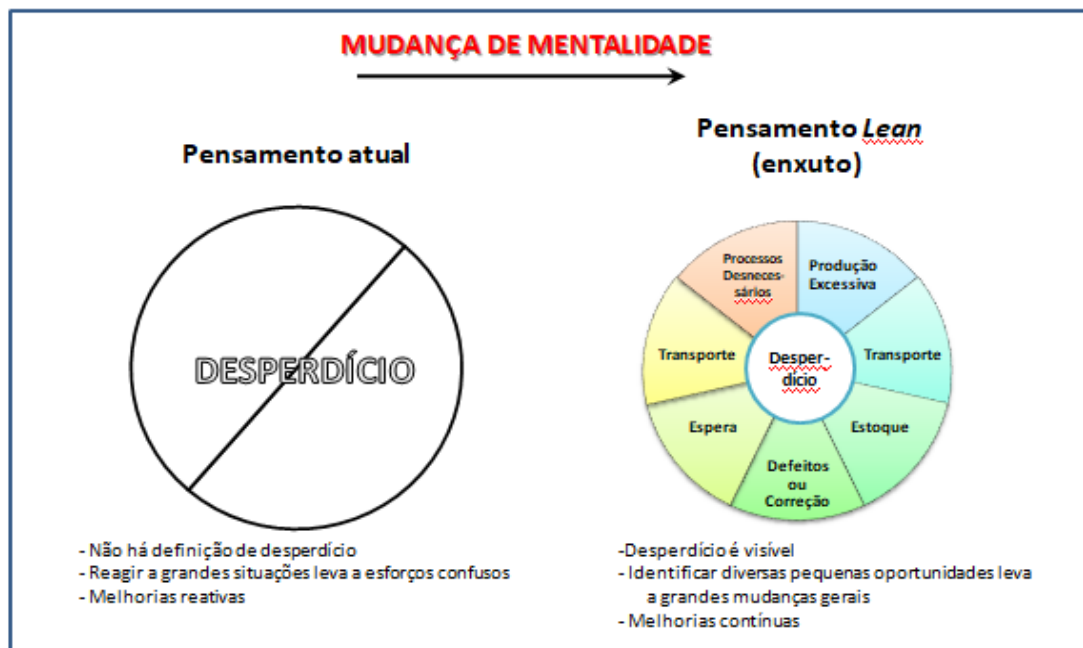 MUDANÇA DE MENTALIDADE
Pensamento atual
DESPERDÍCIO
- Não há definição de desperdício
- Reagir a grandes situações leva a esforços confusos
- Melhorias reativas
Pensamento Lean
(enxuto)
Processos
Desneces-
sários
Produção
Excessiva
Transporte
Desper-
dício
Transporte
Espera
Estoque
Defeitos
ou
Correção
-Desperdício é visível
- Identificar diversas pequenas oportunidades leva
a grandes mudanças gerais
- Melhorias contínuas